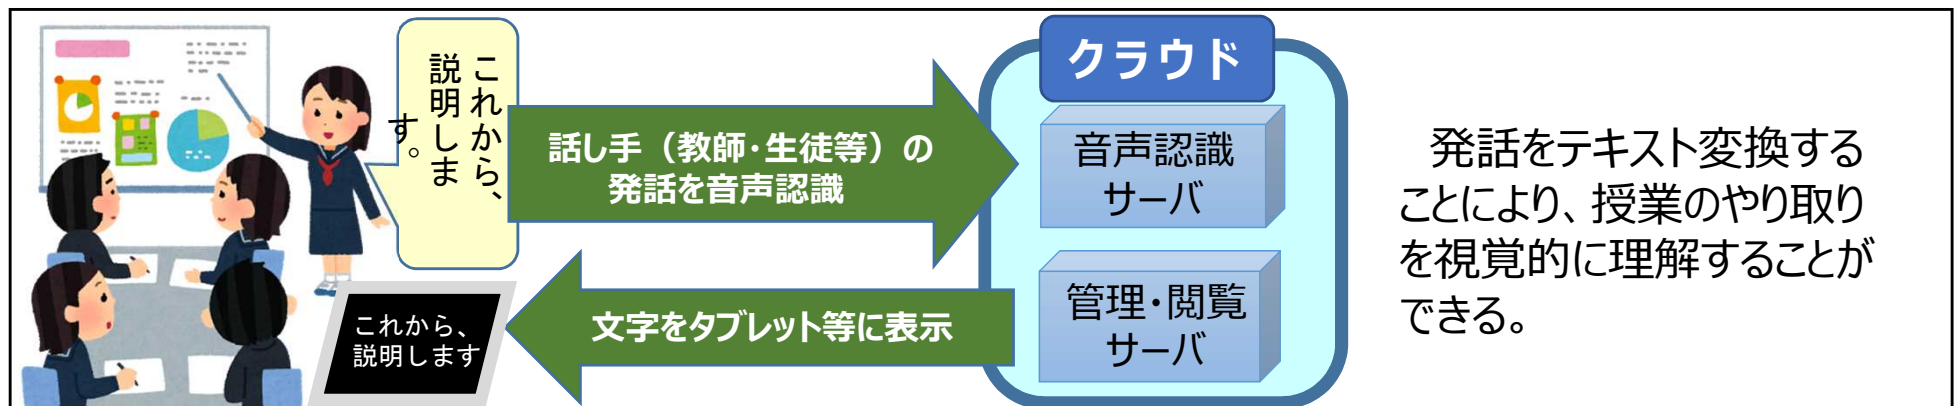 これから、
説明しま
す。
話し手（教師･生徒等）の
発話を音声認識
クラウド
音声認識
サーバ
管理･閲覧
サーバ
文字をタブレット等に表示
これから、
説明します
発話をテキスト変換する
ことにより、授業のやり取り
を視覚的に理解することが
できる。